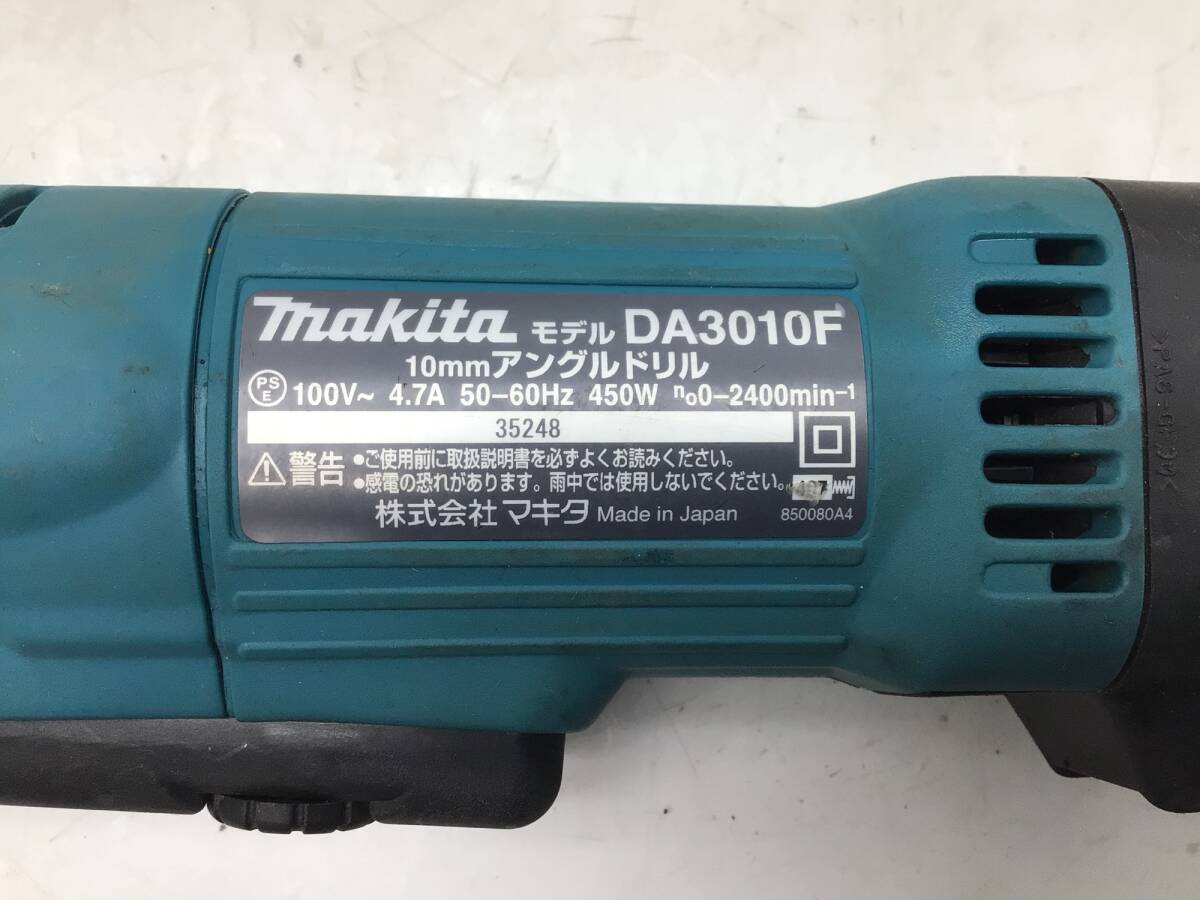 makita モデル DA3010F
10mmアングルドリル
PSE 100V~ 4.7A 50-60Hz 450W n₀0-2400min⁻¹
35248
警告 •ご使用前に取扱説明書を必ずよくお読みください。
•感電の恐れがあります。雨中では使用しないでください。
株式会社 マキタ Made in Japan 850080A4